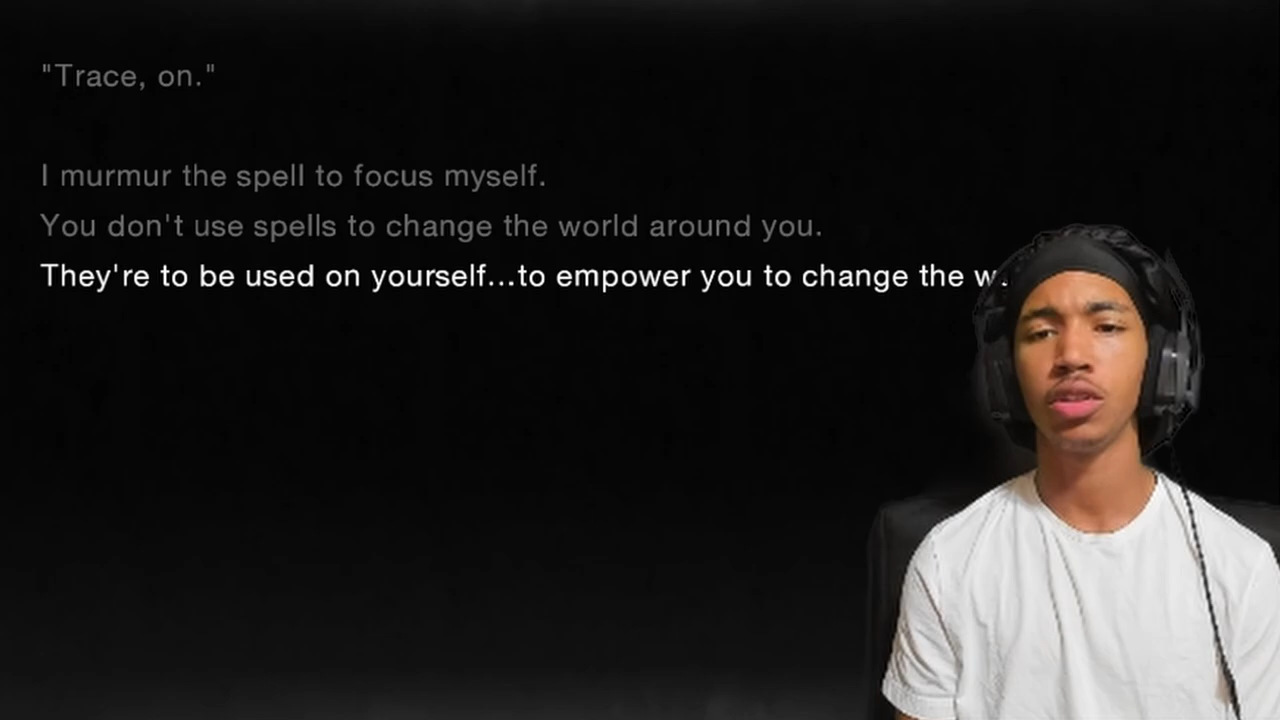 "Trace, on."
I murmur the spell to focus myself.
You don't use spells to change the world around you.
They're to be used on yourself...to empower you to change the